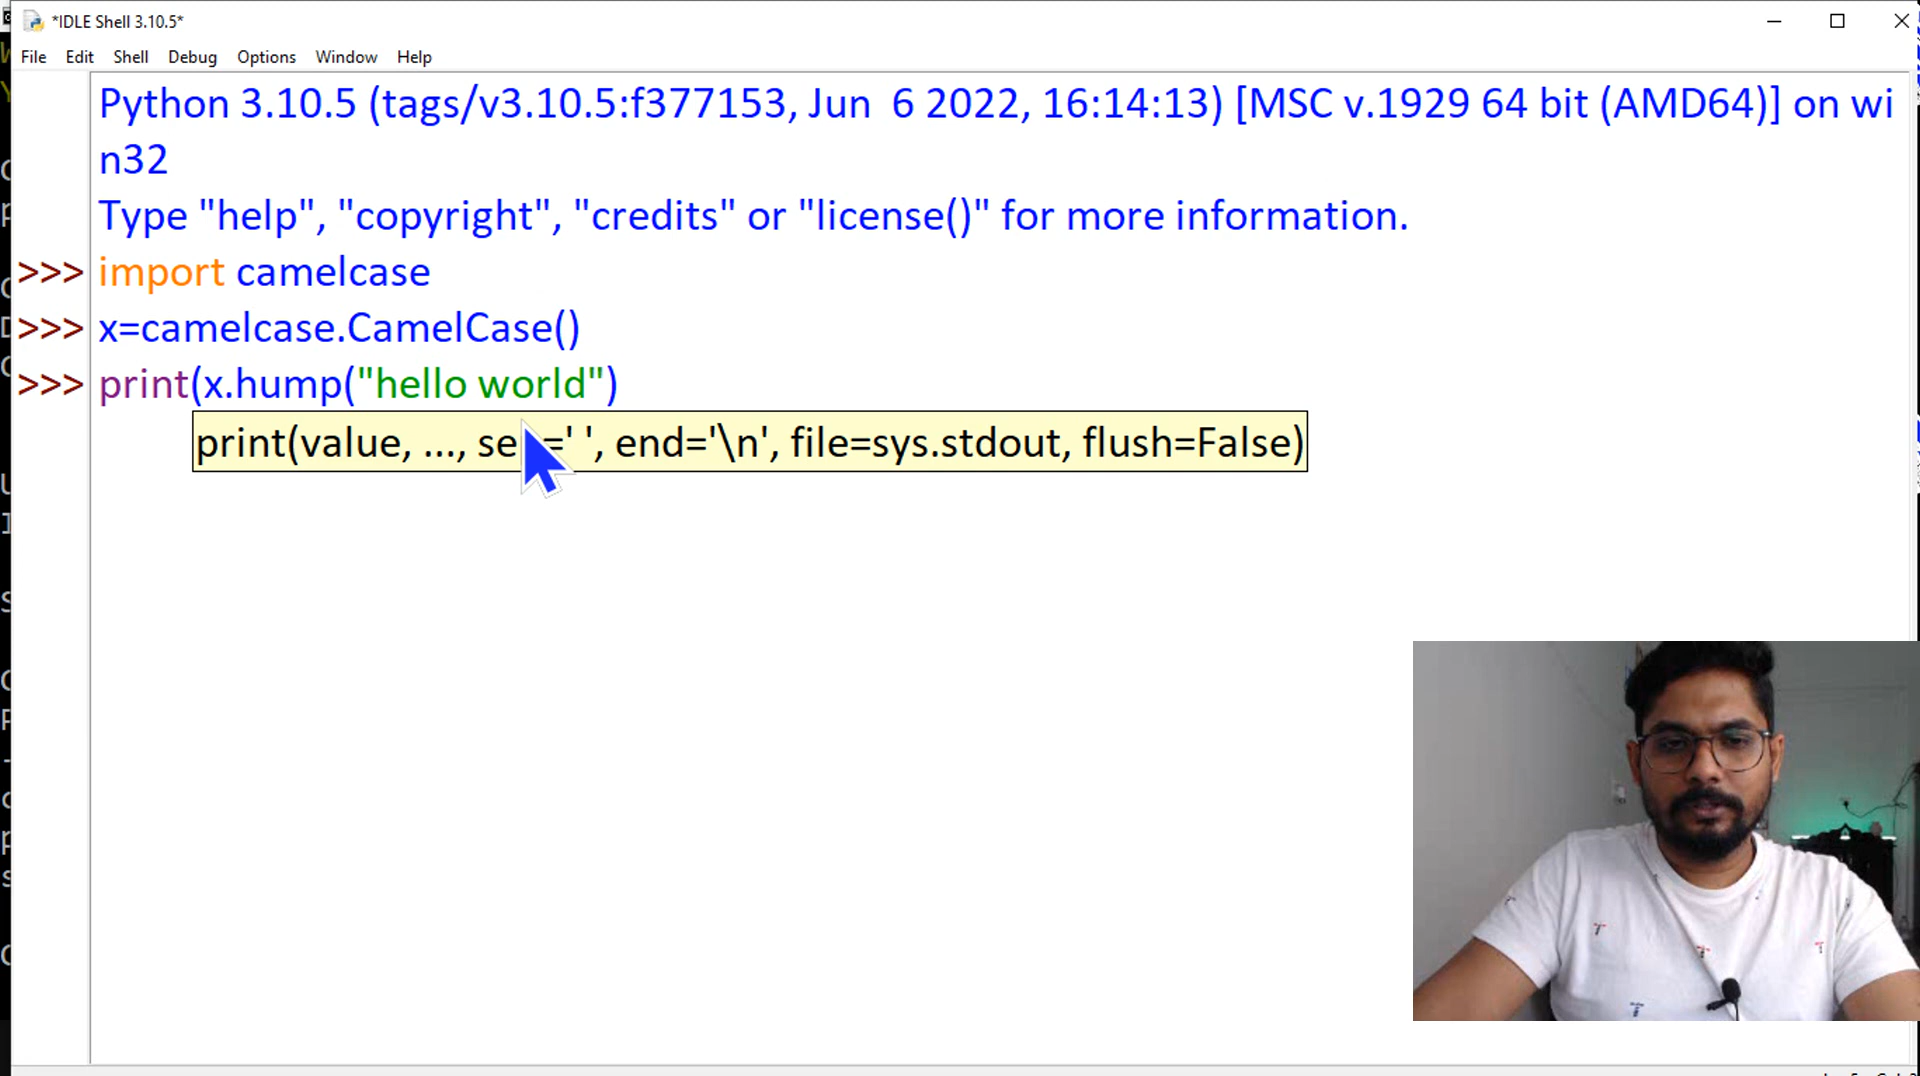 *IDLE Shell 3.10.5*
File Edit Shell Debug Options Window Help
Python 3.10.5 (tags/v3.10.5:f377153, Jun  6 2022, 16:14:13) [MSC v.1929 64 bit (AMD64)] on wi
n32
Type "help", "copyright", "credits" or "license()" for more information.
>>> import camelcase
>>> x=camelcase.CamelCase()
>>> print(x.hump("hello world")
print(value, ..., se =' ', end='\n', file=sys.stdout, flush=False)